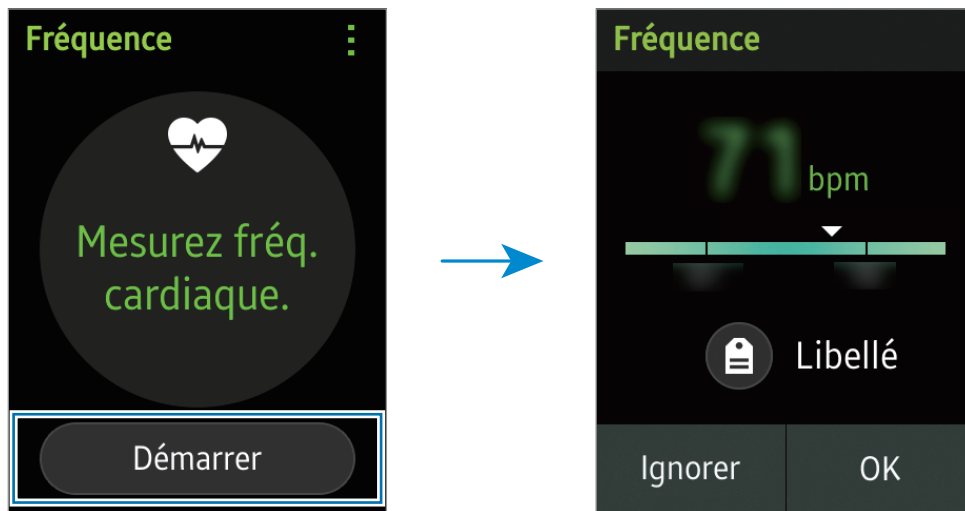 Fréquence
Mesurez fréq.
cardiaque.
Démarrer
Fréquence
71 bpm
Libellé
Ignorer
OK